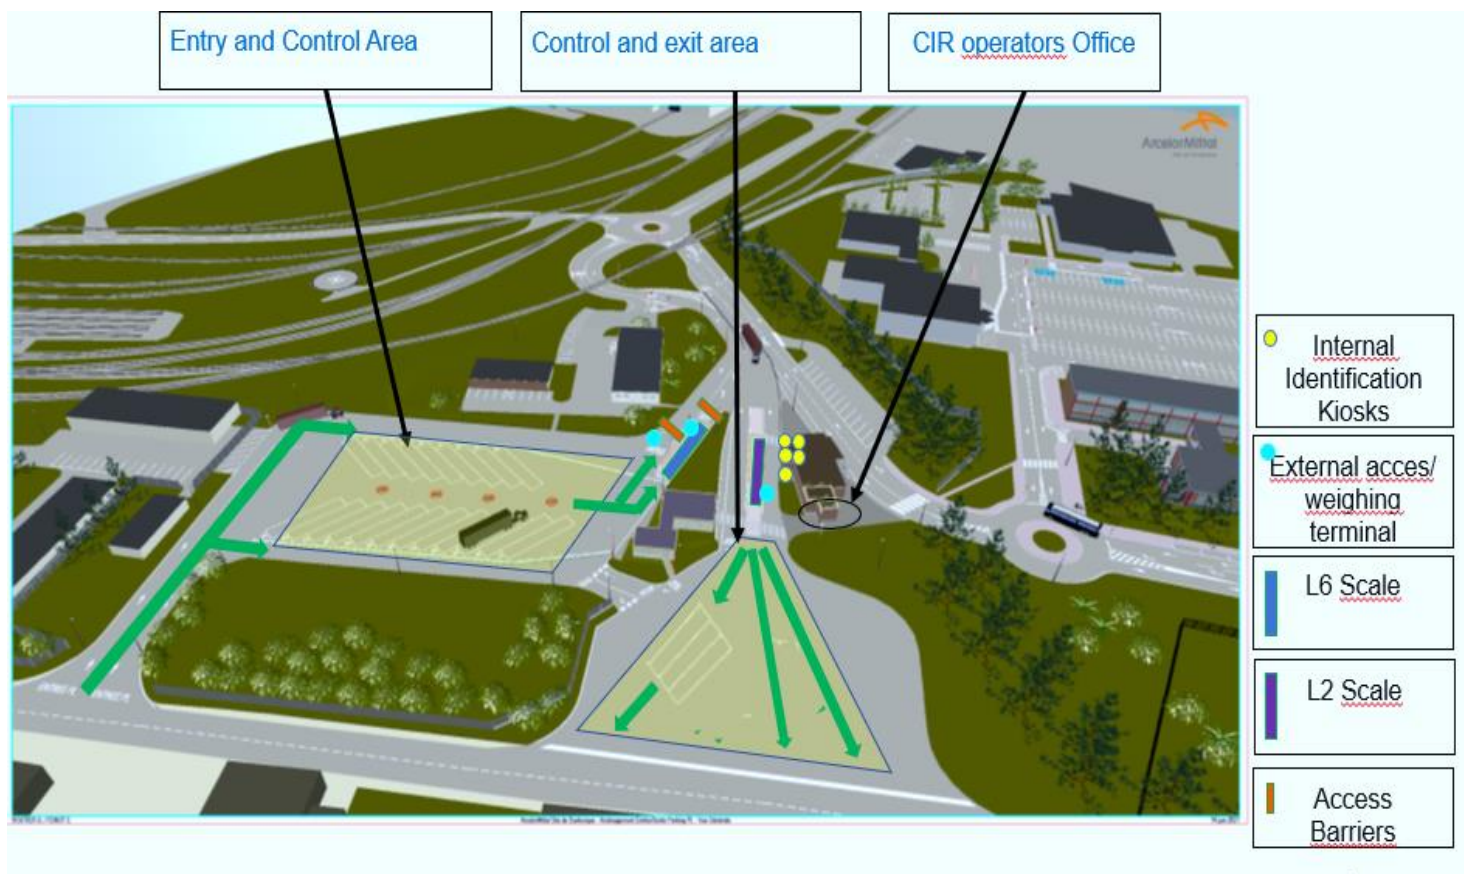 Entry and Control Area
Control and exit area
CIR operators Office
ArcelorMittal
Internal
Identification
Kiosks
External acces/
weighing
terminal
L6 Scale
L2 Scale
Access
Barriers